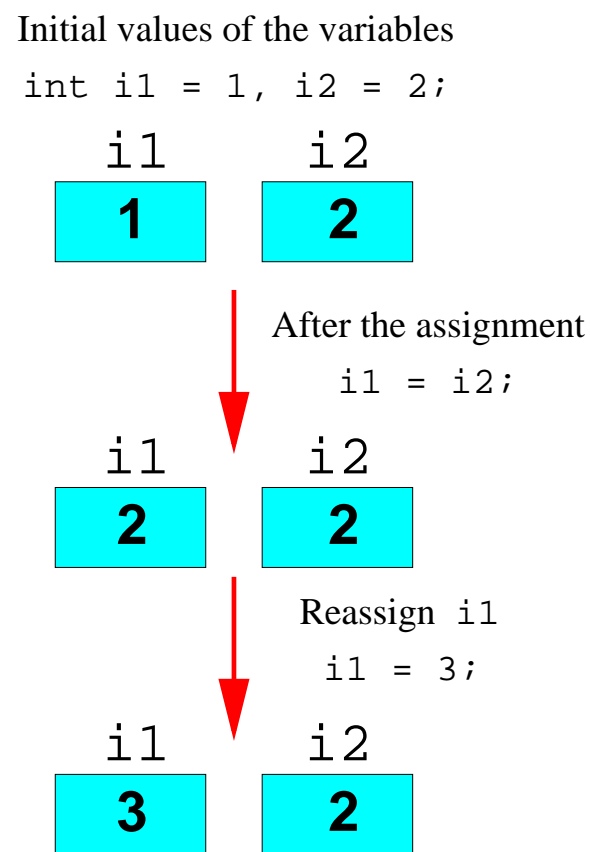 Initial values of the variables
int i1 = 1, i2 = 2;
i1 i2
1 2
After the assignment
i1 = i2;
i1 i2
2 2
Reassign i1
i1 = 3;
i1 i2
3 2